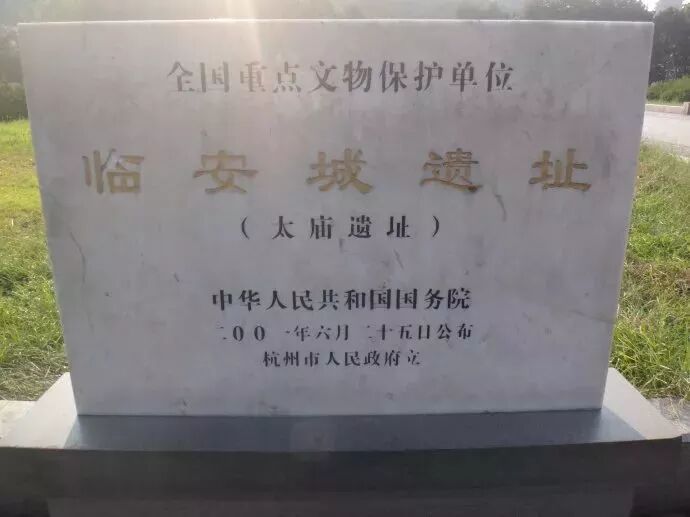 全国重点文物保护单位
临安城遗址
（太庙遗址）
中华人民共和国国务院
二00一年六月二十五日公布
杭州市人民政府立